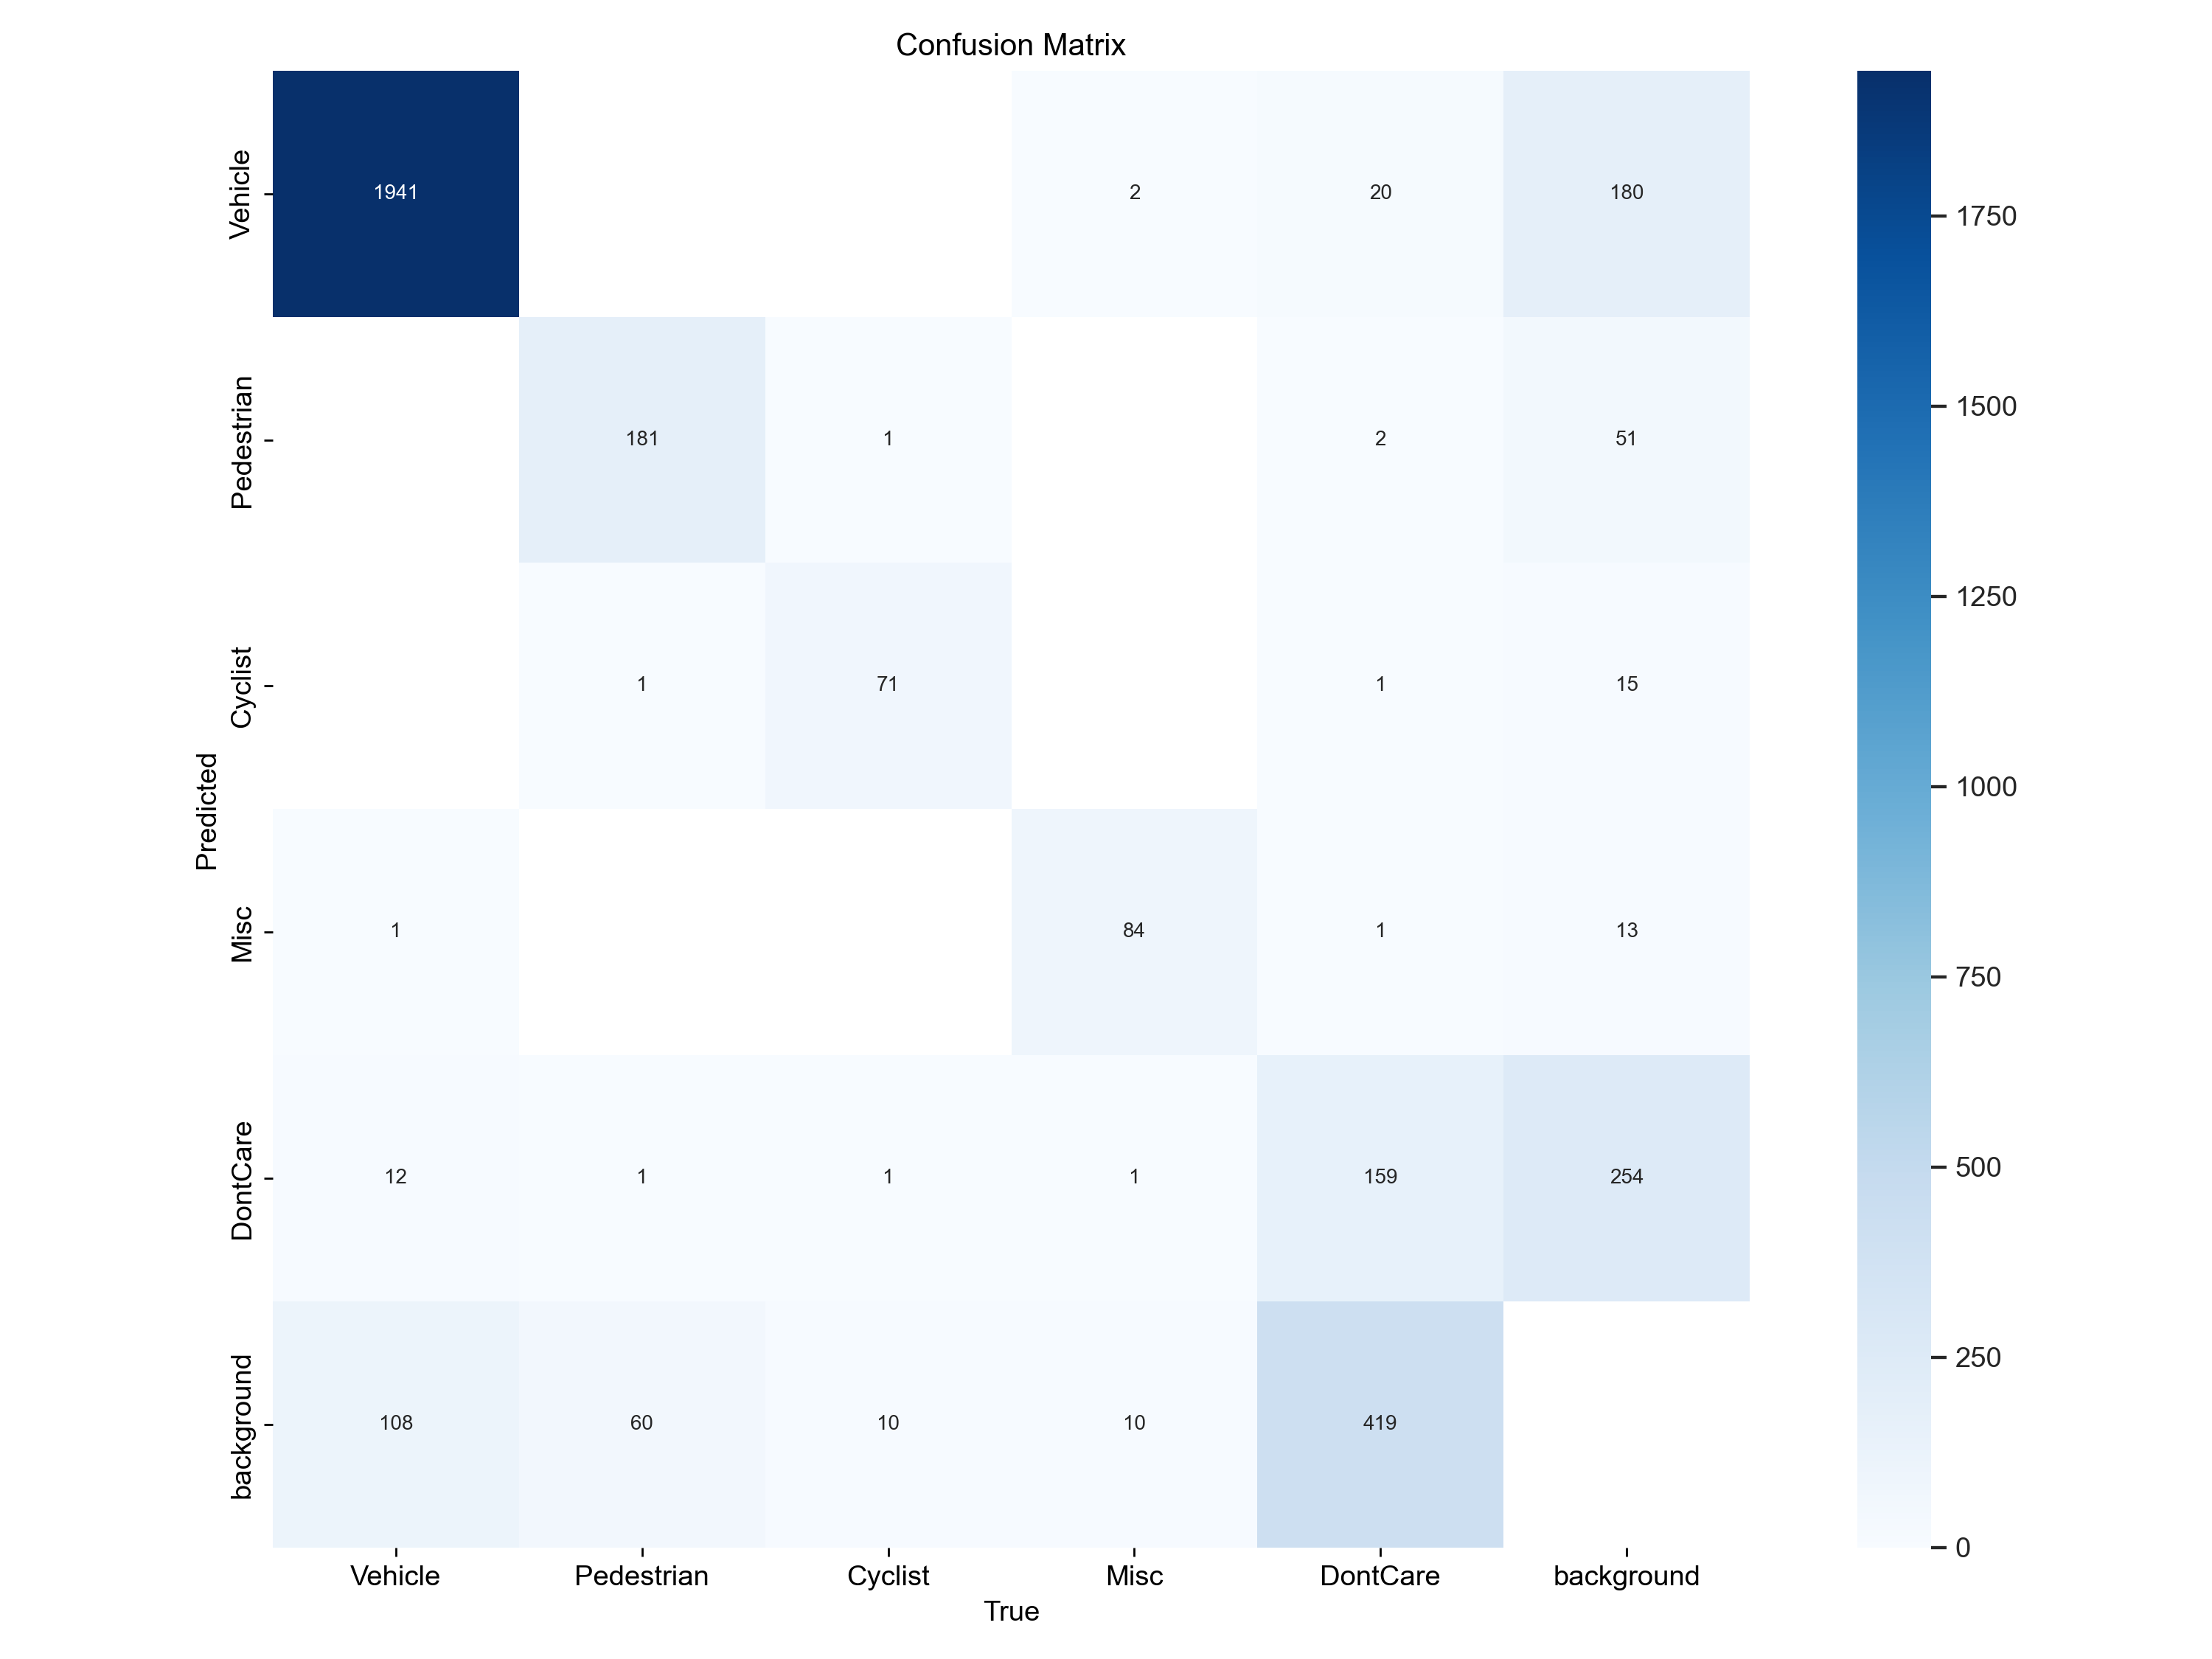 Confusion Matrix
Vehicle
1941
2
20
180
Pedestrian
181
1
2
51
Cyclist
1
71
1
15
Predicted
Misc
1
84
1
13
DontCare
12
1
1
1
159
254
background
108
60
10
10
419
Vehicle
Pedestrian
Cyclist
Misc
DontCare
background
True
1750
1500
1250
1000
750
500
250
0